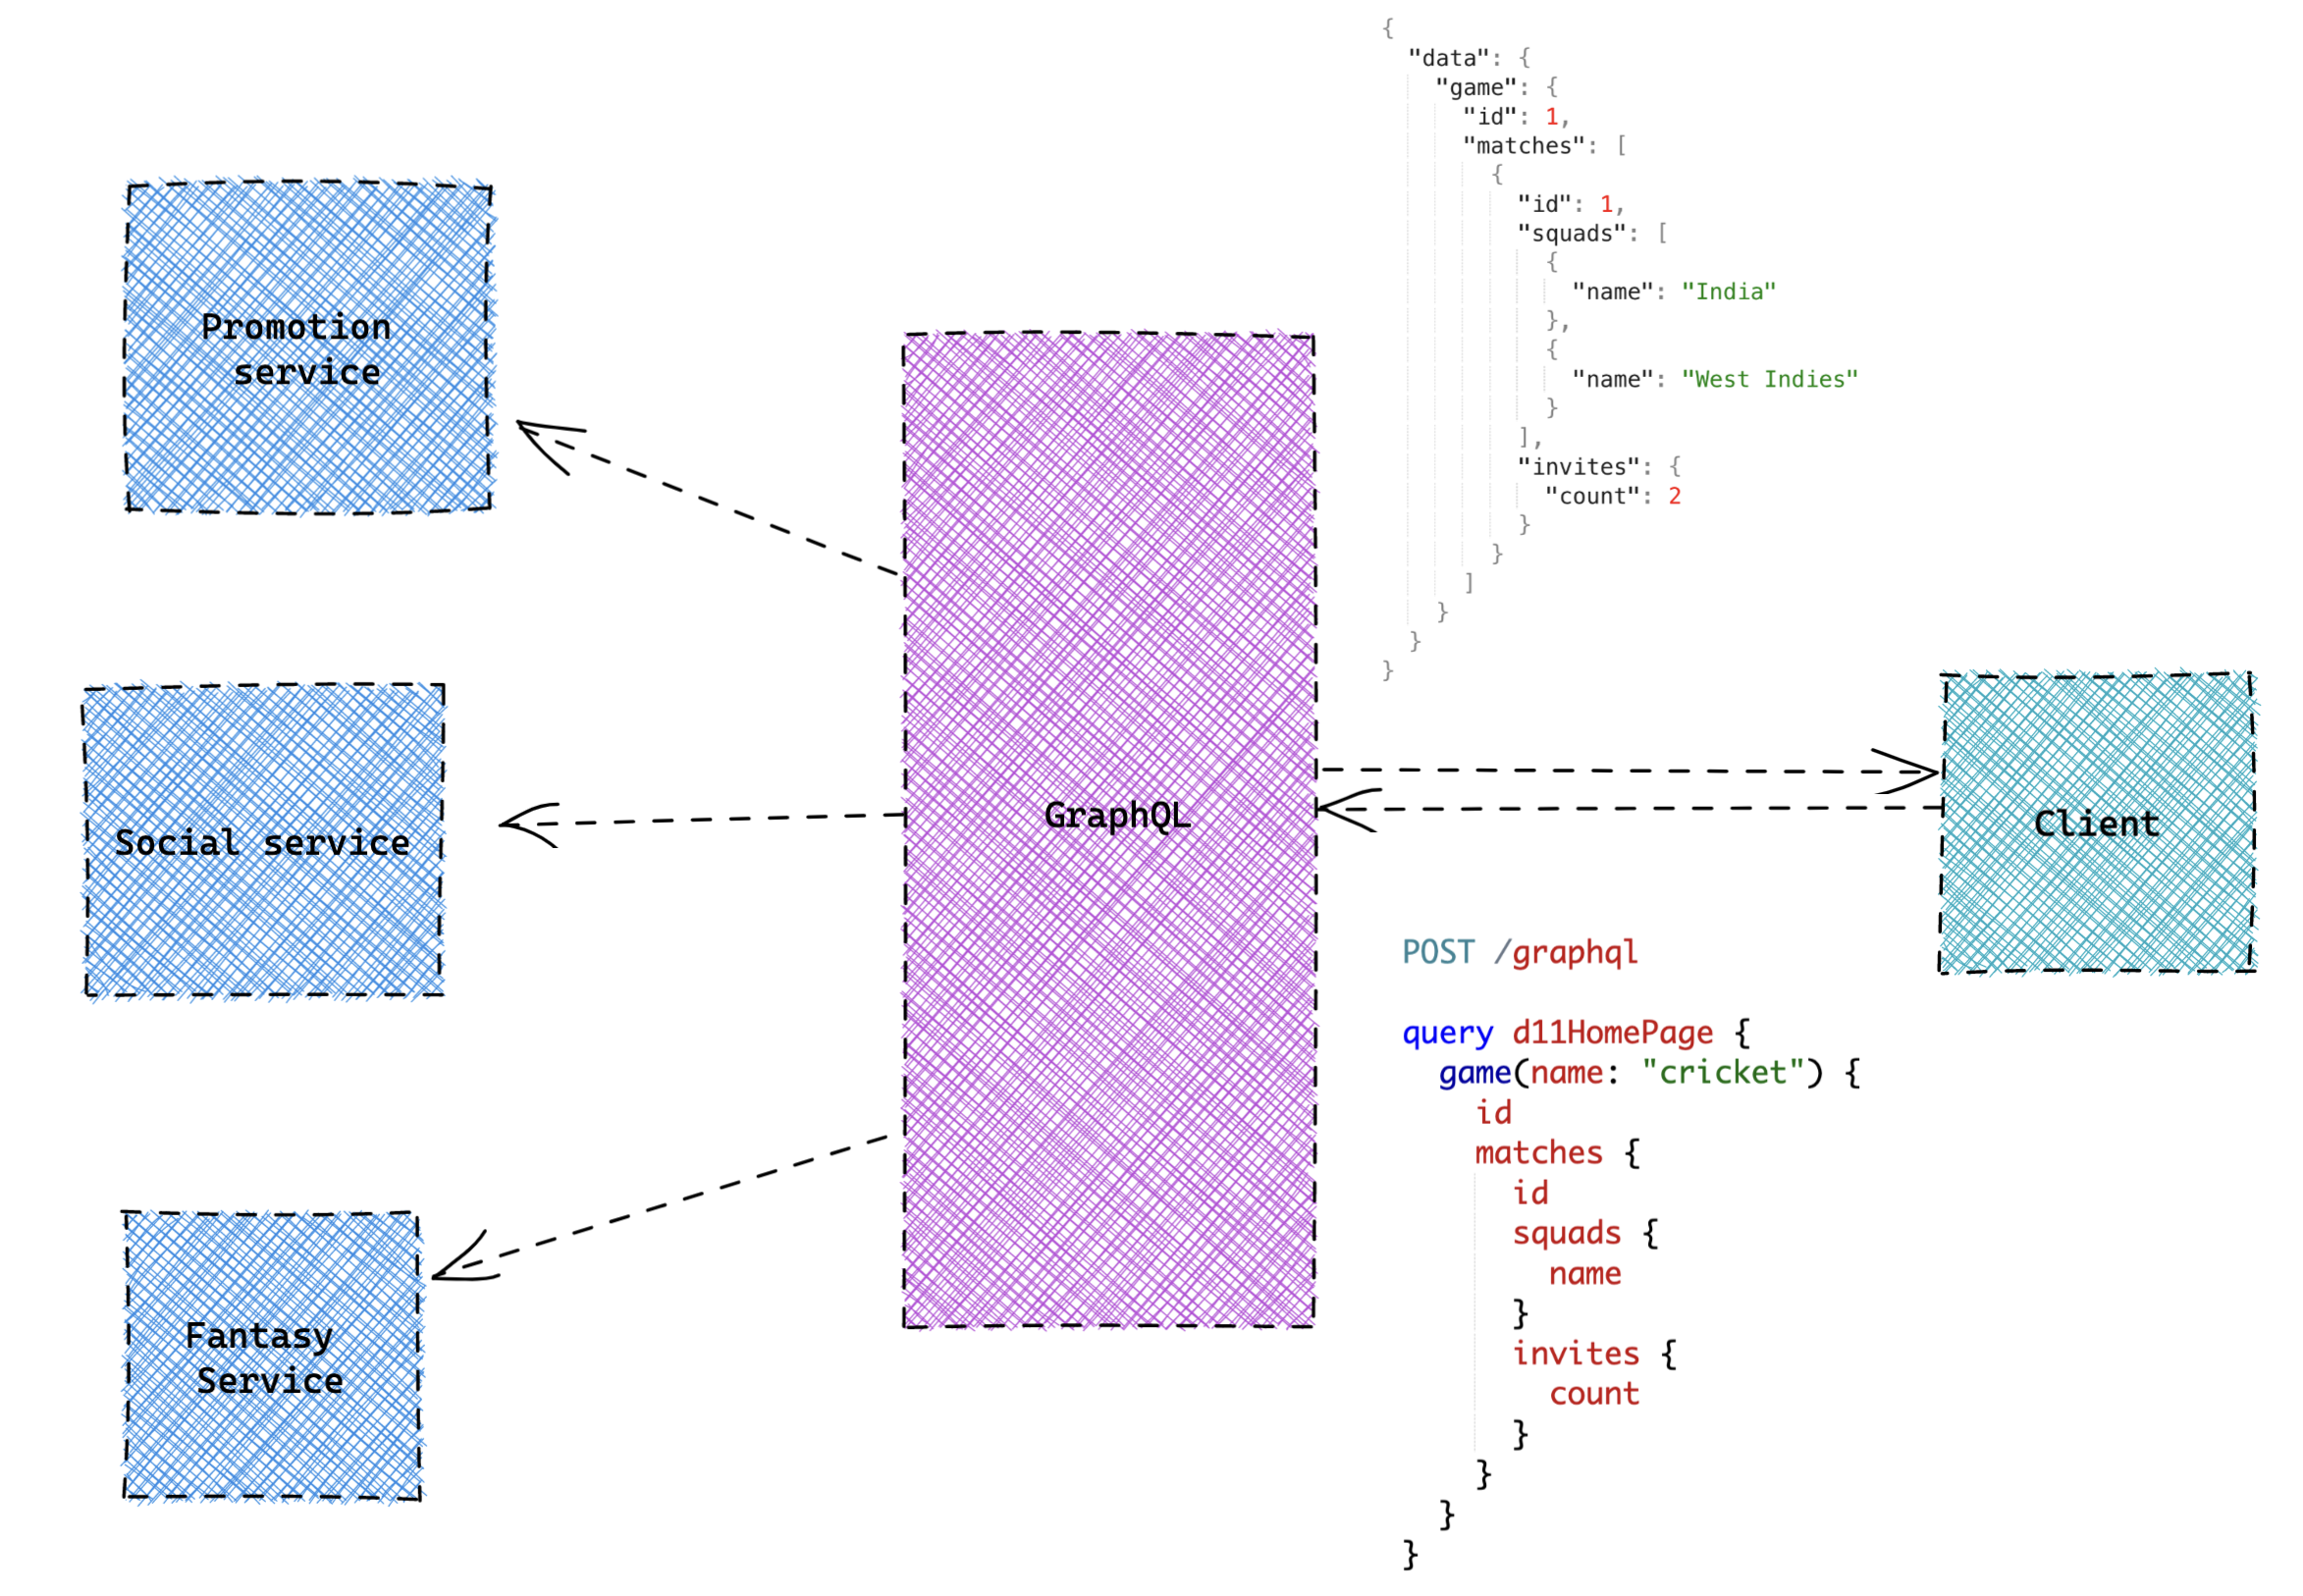 Promotion
service
Social service
Fantasy
Service
GraphQL
{
  "data": {
    "game": {
      "id": 1,
      "matches": [
        {
          "id": 1,
          "squads": [
            {
              "name": "India"
            },
            {
              "name": "West Indies"
            }
          ],
          "invites": {
            "count": 2
          }
        }
      ]
    }
  }
}
Client
POST /graphql
query d11HomePage {
  game(name: "cricket") {
    id
    matches {
      id
      squads {
        name
      }
      invites {
        count
      }
    }
  }
}